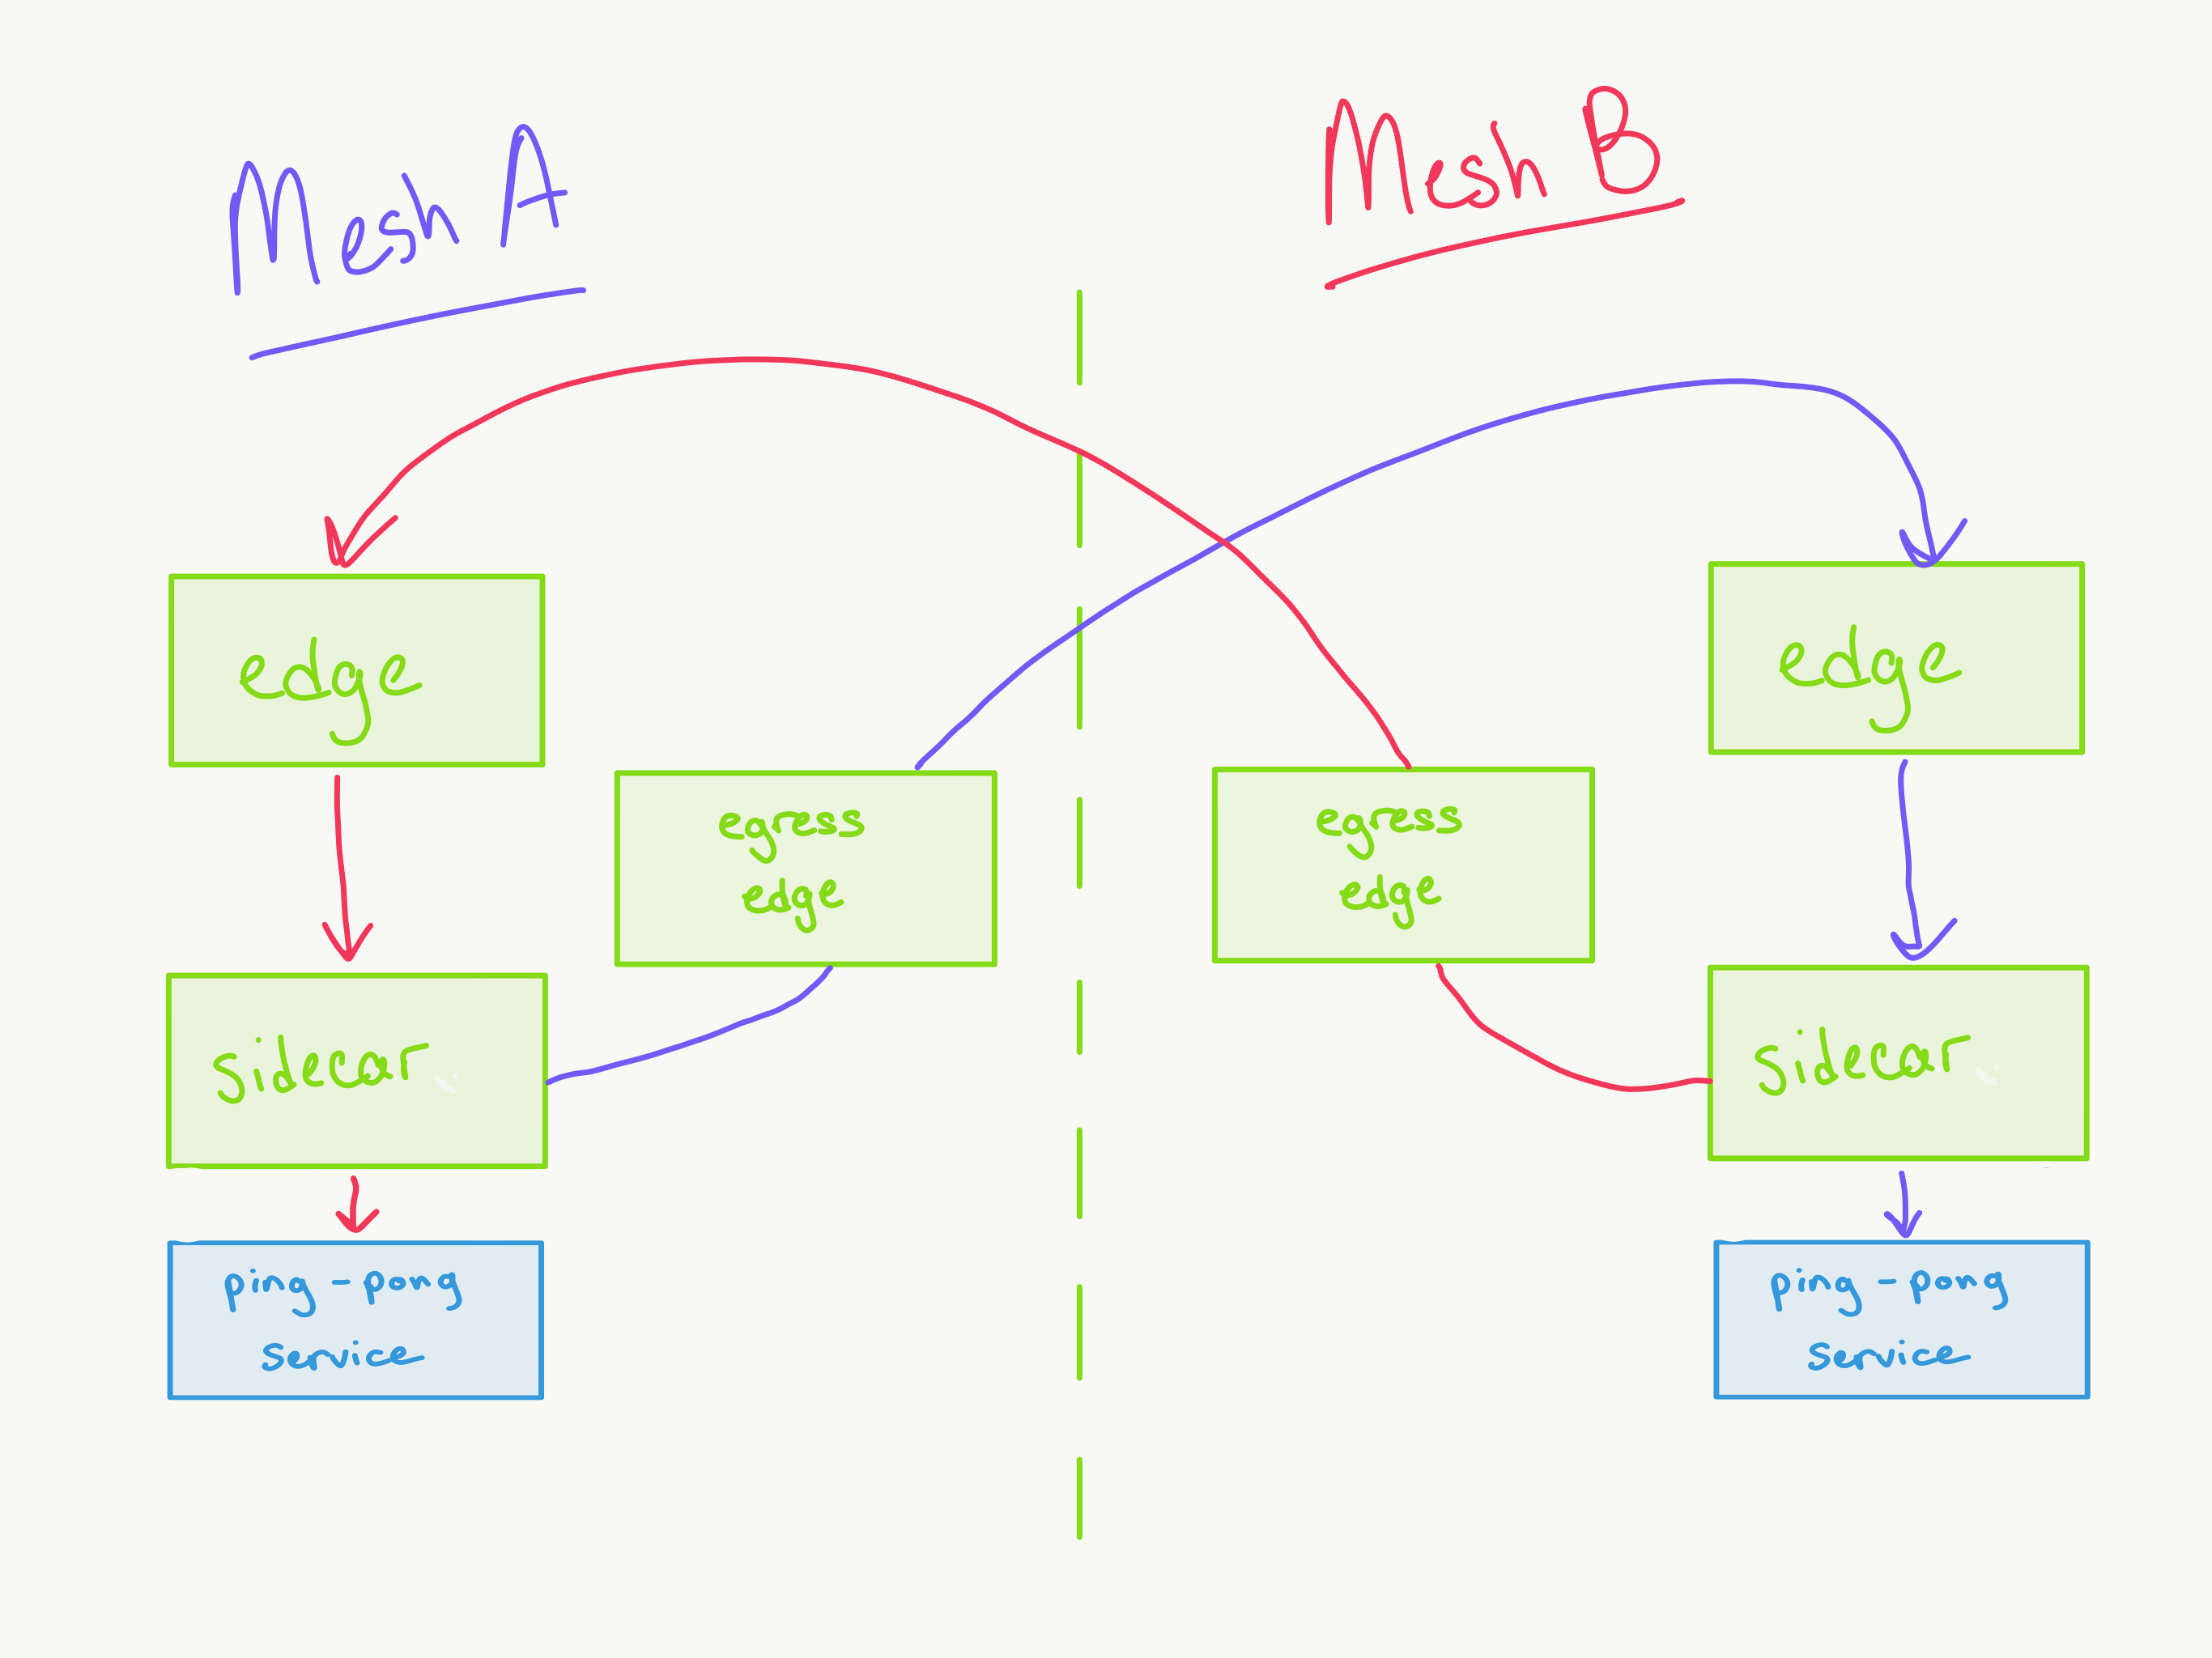 Mesh A
Mesh B
edge
edge
egress
edge
egress
edge
sidecar
sidecar
ping-pong
service
ping-pong
service